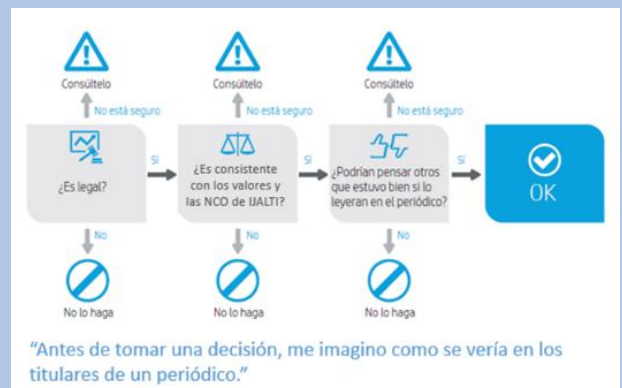 Consúltelo
Consúltelo
Consúltelo
No está seguro
No está seguro
No está seguro
¿Es legal?
Sí
¿Es consistente
con los valores y
las NCO de IJALTI?
Sí
¿Podrían pensar otros
que estuvo bien si lo
leyeran en el periódico?
Sí
OK
No
No
No
No lo haga
No lo haga
No lo haga
“Antes de tomar una decisión, me imagino como se vería en los
titulares de un periódico.”